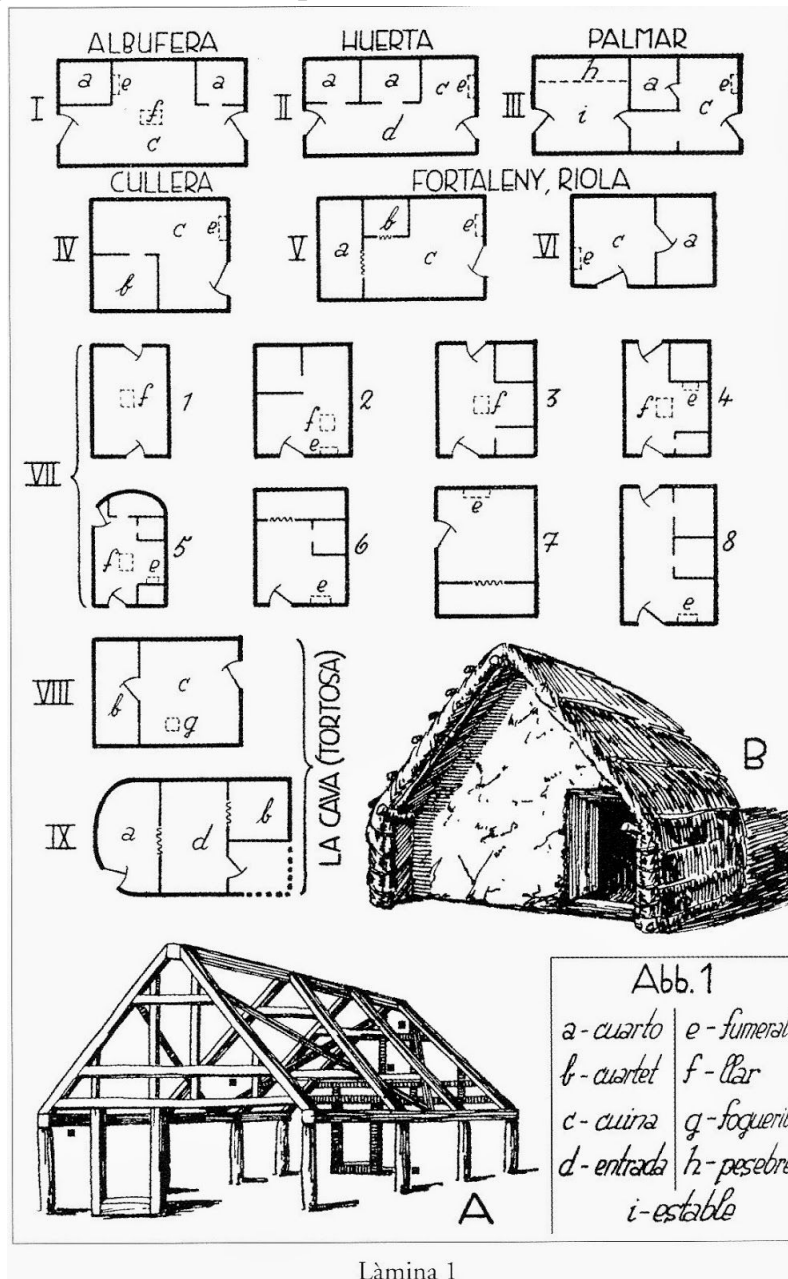 ALBUFERA HUERTA PALMAR
I a e a f c
II a a c e d
III h a e i c
CULLERA FORTALENY, RIOLA
IV c e b
V a b e c
VI e c a
VII
f 1
f e 2
f 3
f e 4
f e 5
e 6
e 7
e 8
VIII b c g
IX a d b
LA CAVA (TORTOSA)
B
A
Abb. 1
a - cuarto
b - cuartet
c - cuina
d - entrada
e - fumeral
f - llar
g - fogueri
h - pesebre
i - estable
Làmina 1